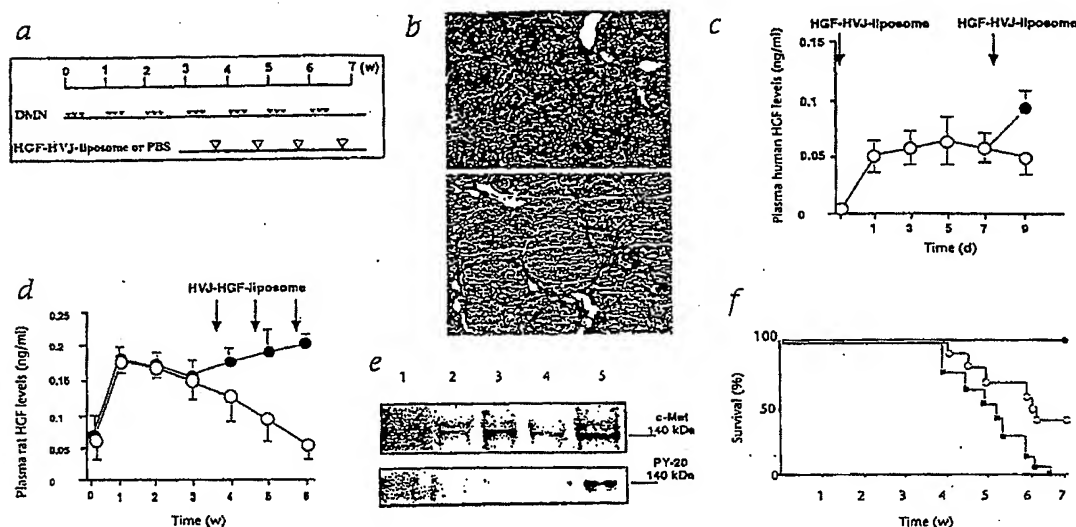 a
0 1 2 3 4 5 6 7 (w)
DMN
HGF-HVJ-liposome or PBS
b
c
HGF-HVJ-liposome HGF-HVJ-liposome
Plasma human HGF levels (ng/ml)
0.15
0.1
0.05
0
1 3 5 7 9
Time (d)
d
HVJ-HGF-liposome
Plasma rat HGF levels (ng/ml)
0.2
0.15
0.1
0.05
0 1 2 3 4 5 6
Time (w)
e
1 2 3 4 5
c-Met
140 kDa
PY-20
140 kDa
f
Survival (%)
100
50
0
1 2 3 4 5 6 7
Time (w)